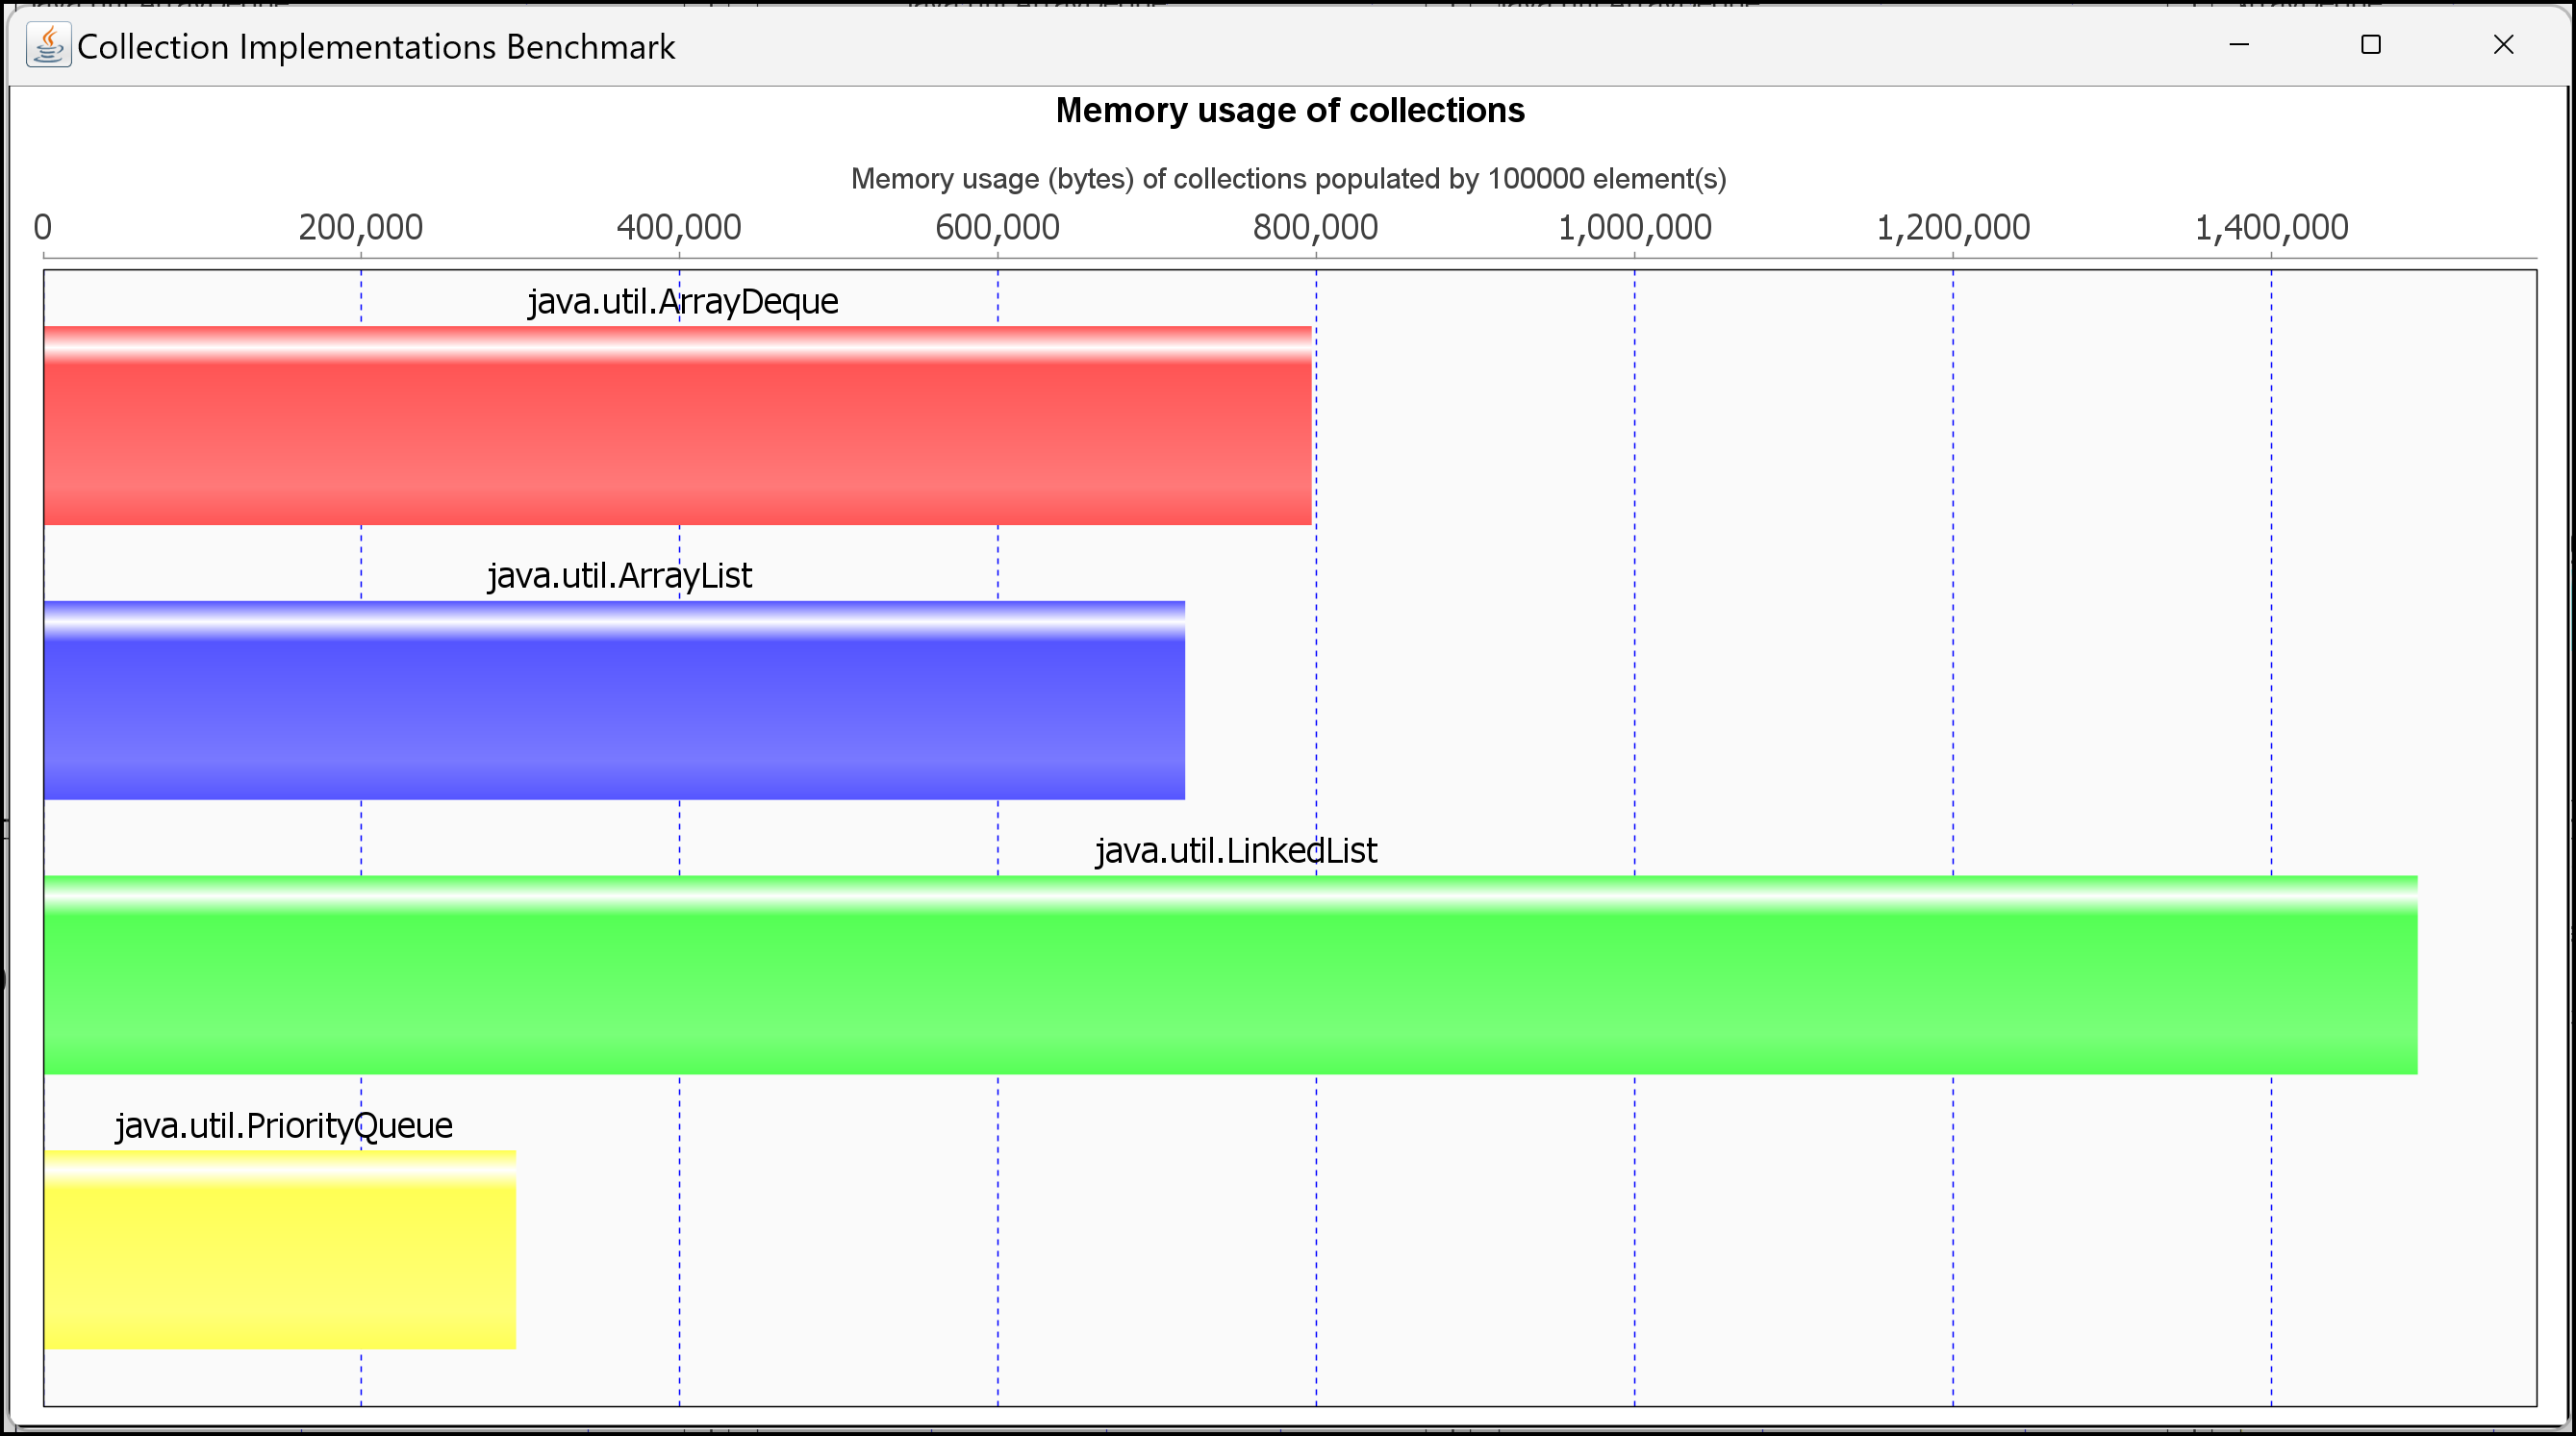 Collection Implementations Benchmark
Memory usage of collections
Memory usage (bytes) of collections populated by 100000 element(s)
0 200,000 400,000 600,000 800,000 1,000,000 1,200,000 1,400,000
java.util.ArrayDeque
java.util.ArrayList
java.util.LinkedList
java.util.PriorityQueue